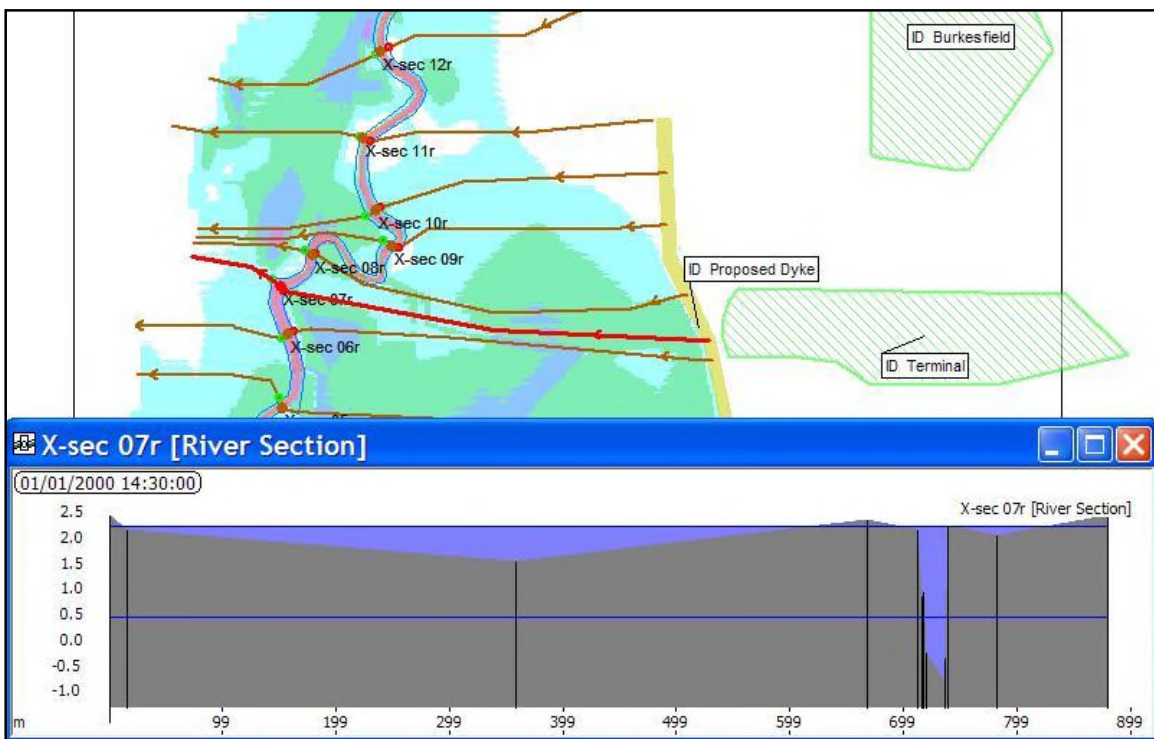 ID Burkesfield
X-sec 12r
X-sec 11r
X-sec 10r
X-sec 09r
ID Proposed Dyke
X-sec 08r
X-sec 07r
X-sec 06r
ID Terminal
X-sec 07r [River Section]
01/01/2000 14:30:00
X-sec 07r [River Section]
2.5
2.0
1.5
1.0
0.5
0.0
-0.5
-1.0
m 99 199 299 399 499 599 699 799 899